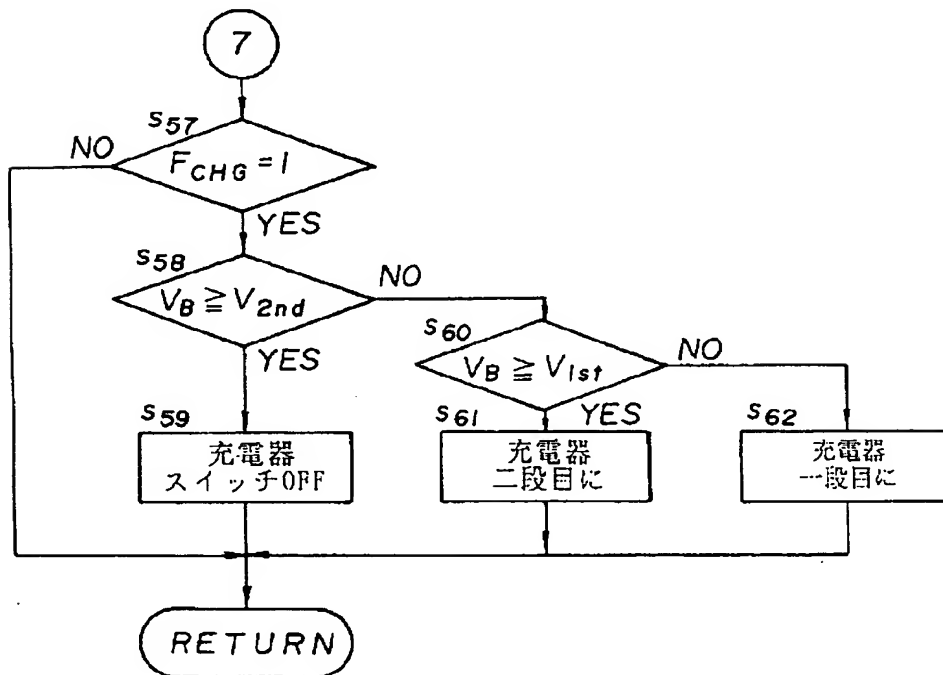 7
S57
NO
FCHG=1
YES
S58
NO
VB≧V2nd
YES
S60
NO
VB≧V1st
YES
S59
充電器
スイッチOFF
S61
充電器
二段目に
S62
充電器
一段目に
RETURN